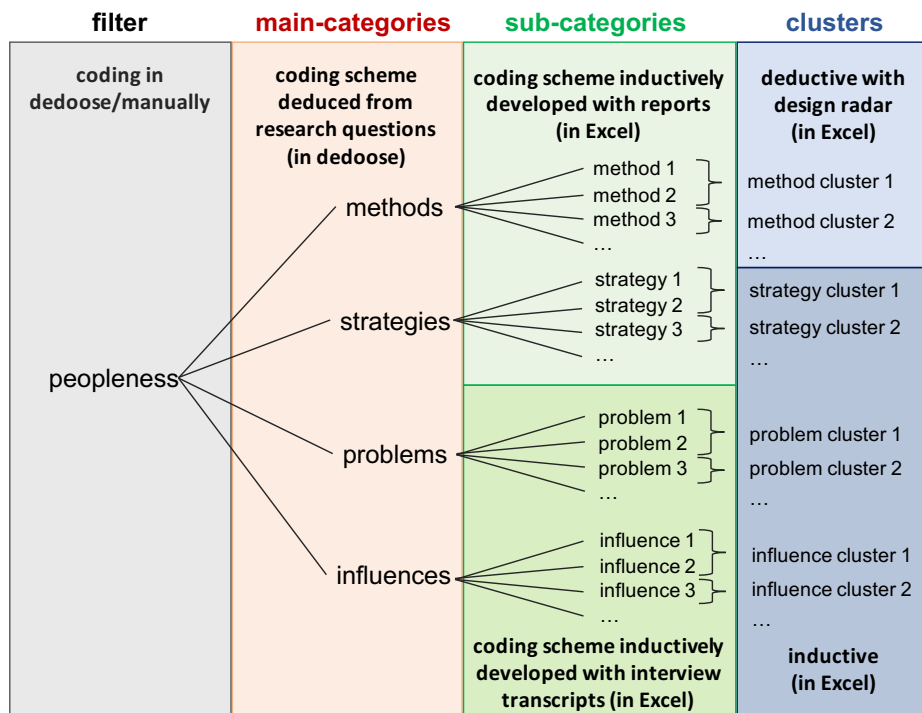 filter
main-categories
sub-categories
clusters
coding in
dedoose/manually
coding scheme
deduced from
research questions
(in dedoose)
coding scheme inductively
developed with reports
(in Excel)
deductive with
design radar
(in Excel)
peopleness
methods
method 1
method 2
method 3
…
method cluster 1
method cluster 2
…
strategies
strategy 1
strategy 2
strategy 3
…
strategy cluster 1
strategy cluster 2
…
problems
problem 1
problem 2
problem 3
…
problem cluster 1
problem cluster 2
…
influences
influence 1
influence 2
influence 3
…
influence cluster 1
influence cluster 2
…
coding scheme inductively
developed with interview
transcripts (in Excel)
inductive
(in Excel)